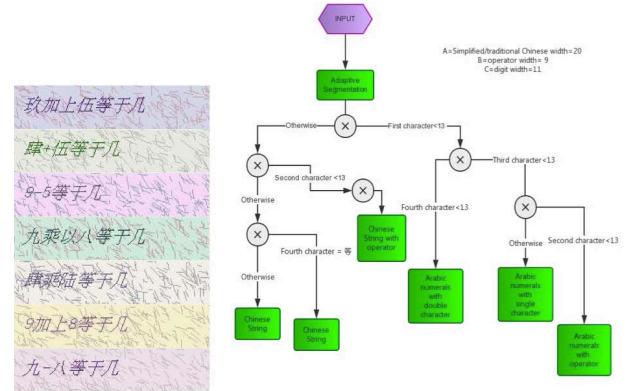 玖加上伍等于几
肆+伍等于几
9-5等于几
九乘以八等于几
肆乘陆等于几
9加上8等于几
九-八等于几
INPUT
A=Simplified/traditional Chinese width=20
B=operator width= 9
C=digit width=11
Adaptive
Segmentation
Otherwise
First character<13
Second character <13
Third character<13
Otherwise
Fourth character<13
Fourth character = 等
Otherwise
Second character<13
Otherwise
Chinese
String with
operator
Arabic
numerals
with
double
character
Arabic
numerals
with
single
character
Chinese
String
Chinese
String
Arabic
numerals
with
operator